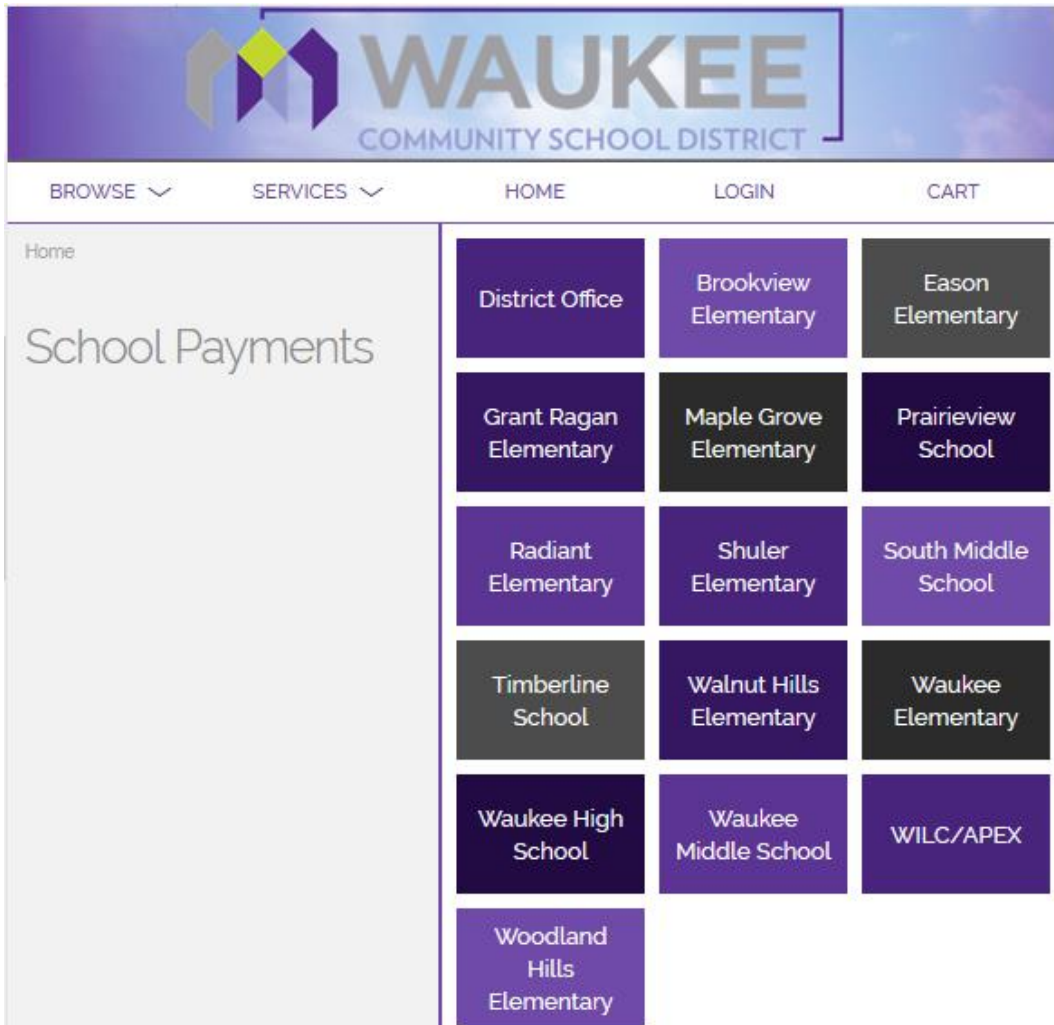 WAUKEE
COMMUNITY SCHOOL DISTRICT
BROWSE SERVICES HOME LOGIN CART
Home
School Payments
District Office
Brookview
Elementary
Eason
Elementary
Grant Ragan
Elementary
Maple Grove
Elementary
Prairieview
School
Radiant
Elementary
Shuler
Elementary
South Middle
School
Timberline
School
Walnut Hills
Elementary
Waukee
Elementary
Waukee High
School
Waukee
Middle School
WILC/APEX
Woodland
Hills
Elementary